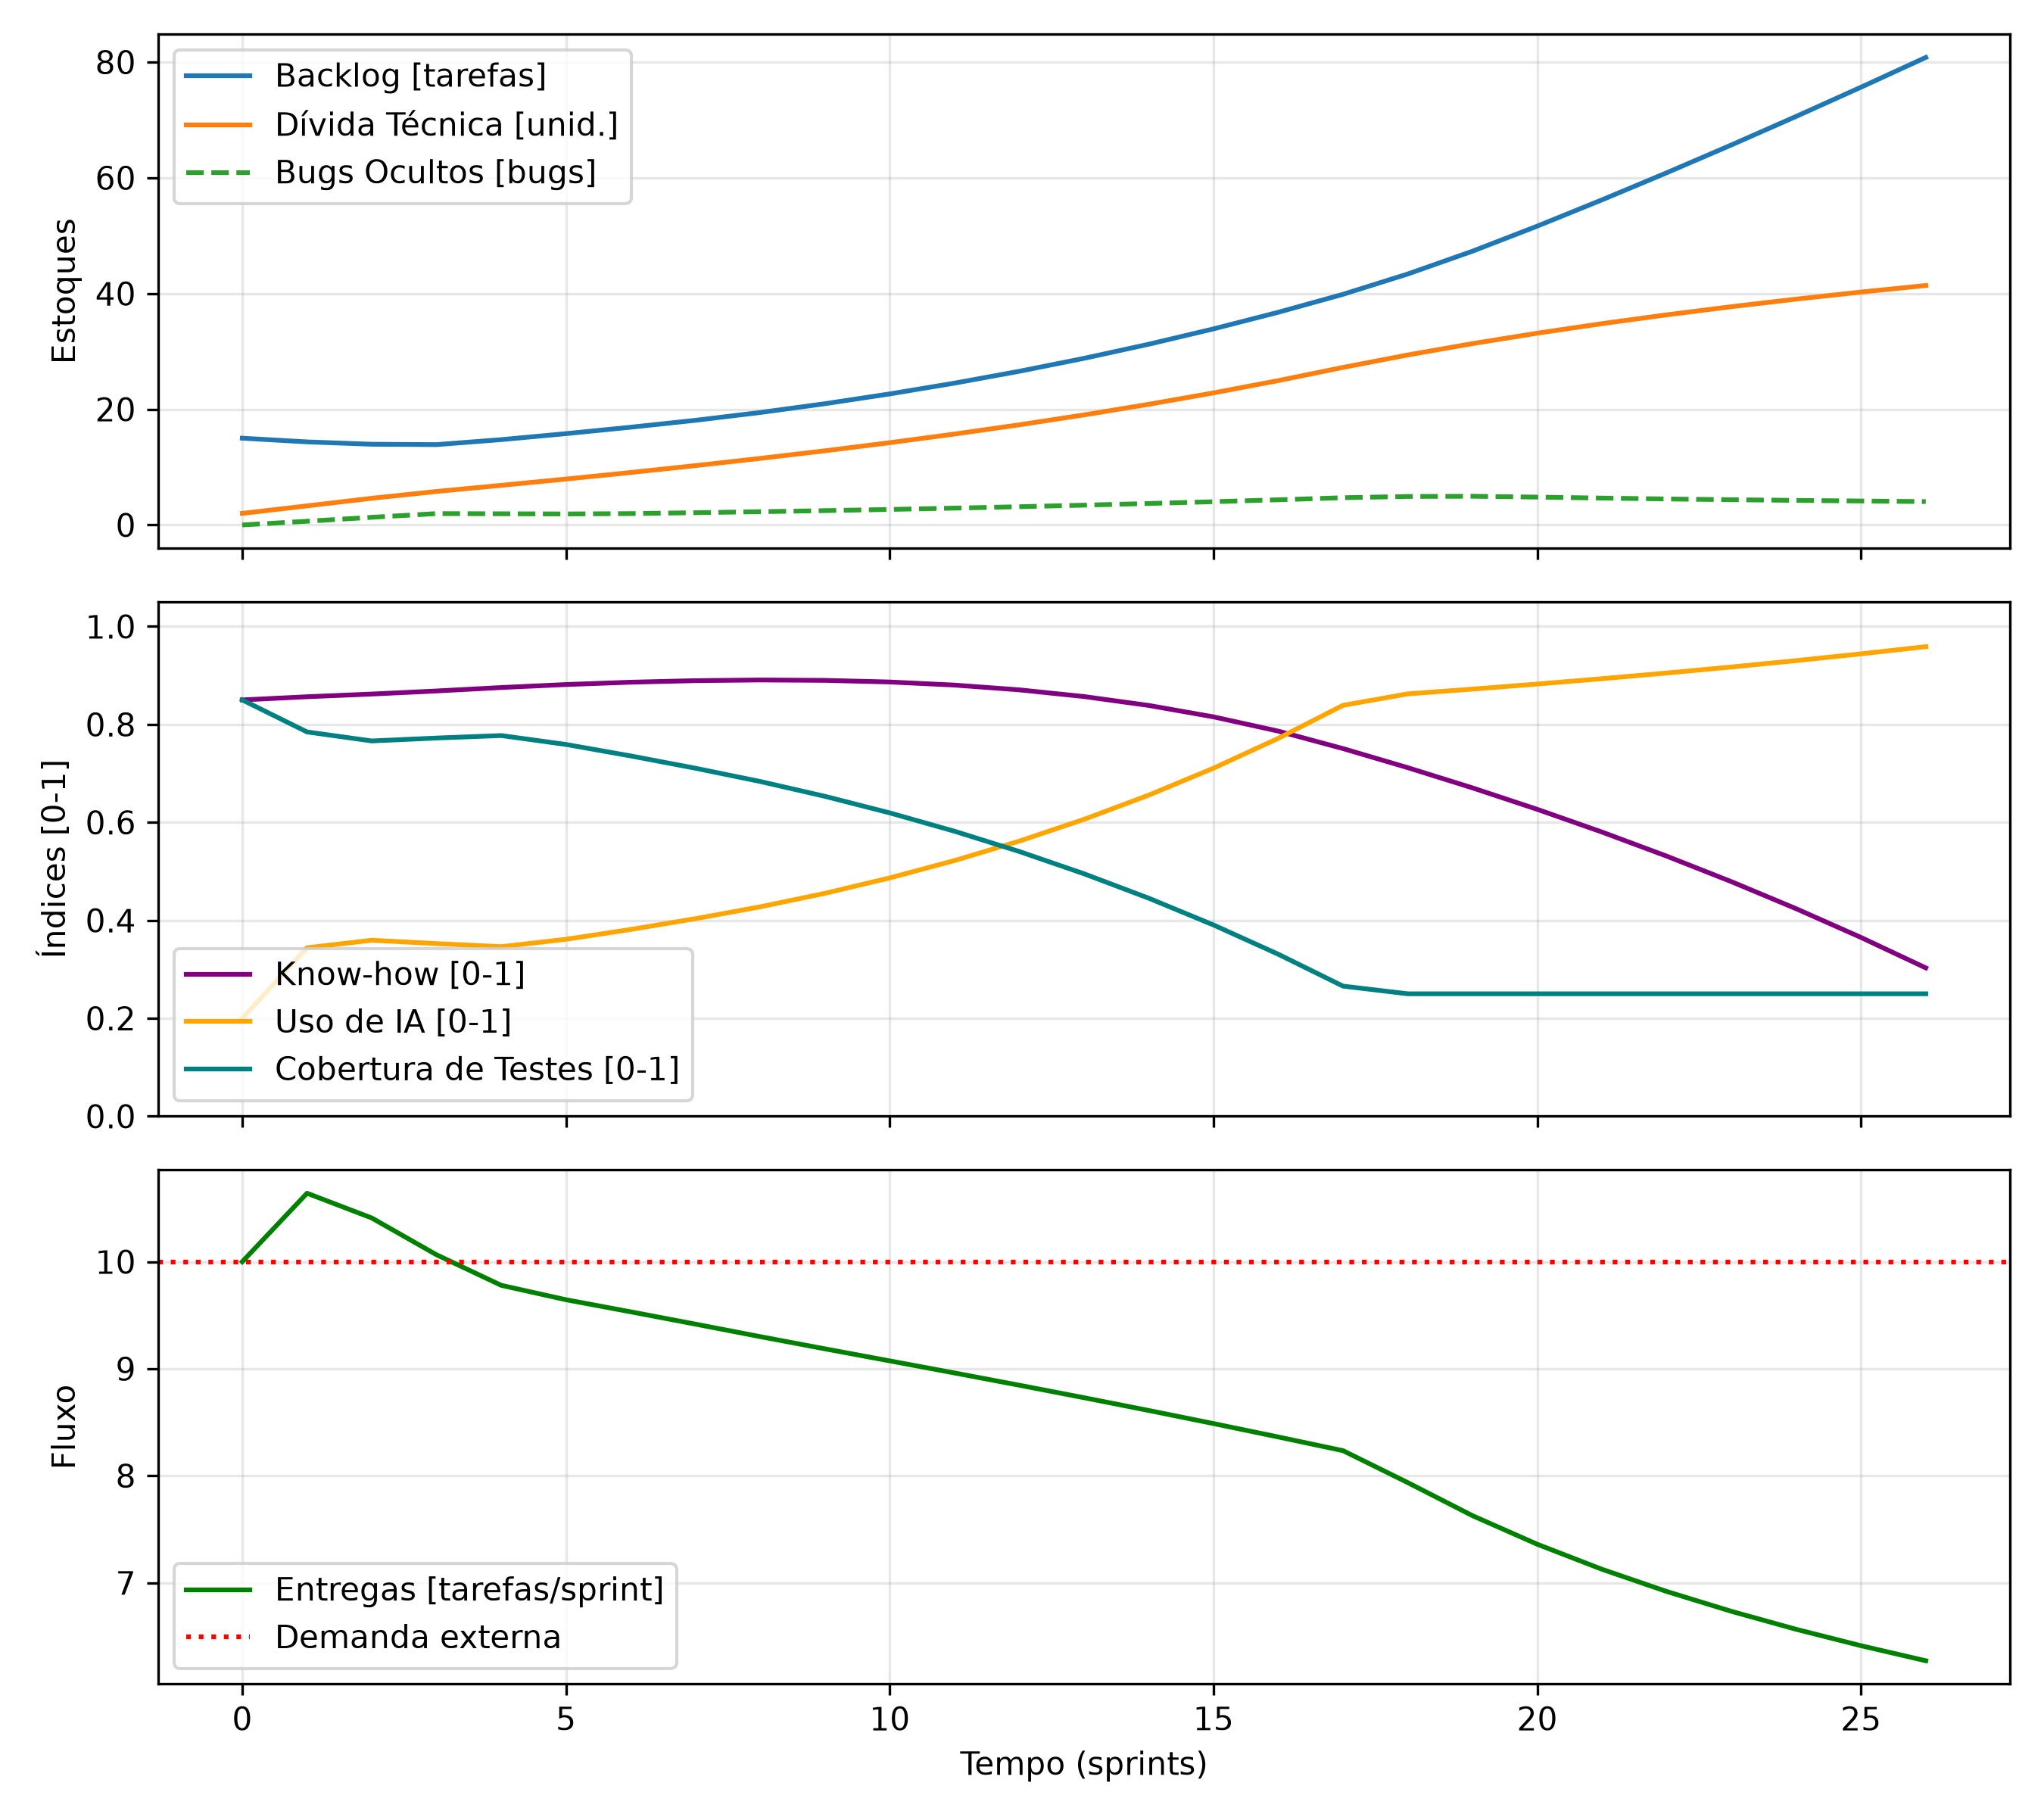 80
60
40
20
0
Estoques
Backlog [tarefas]
Dívida Técnica [unid.]
Bugs Ocultos [bugs]
1.0
0.8
0.6
0.4
0.2
0.0
Índices [0-1]
Know-how [0-1]
Uso de IA [0-1]
Cobertura de Testes [0-1]
10
9
8
7
Fluxo
Entregas [tarefas/sprint]
Demanda externa
0 5 10 15 20 25
Tempo (sprints)